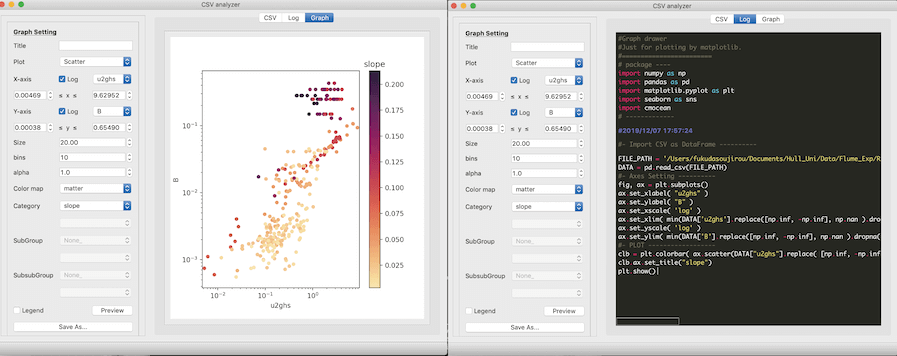 CSV analyzer
CSV Log Graph
Graph Setting
Title
Plot Scatter
X-axis Log u2ghs
0.00469 ≤ x ≤ 9.62952
Y-axis Log B
0.00038 ≤ y ≤ 0.65490
Size 20.00
bins 10
alpha 1.0
Color map matter
Category slope
SubGroup None_
SubsubGroup None_
Legend Preview
Save As...
slope
0.200
0.175
0.150
0.125
0.100
0.075
0.050
0.025
10⁻¹
10⁻²
10⁻³
B
10⁻² 10⁻¹ 10⁰
u2ghs
CSV analyzer
CSV Log Graph
Graph Setting
Title
Plot Scatter
X-axis Log u2ghs
0.00469 ≤ x ≤ 9.62952
Y-axis Log B
0.00038 ≤ y ≤ 0.65490
Size 20.00
bins 10
alpha 1.0
Color map matter
Category slope
SubGroup None_
SubsubGroup None_
Legend Preview
Save As...
#Graph drawer
#Just for plotting by matplotlib.
#========================
# package ----
import numpy as np
import pandas as pd
import matplotlib.pyplot as plt
import seaborn as sns
import cmocean
# -------------
#2019/12/07 17:57:24
#- Import CSV as DataFrame ----------
FILE_PATH = '/Users/fukudasoujirou/Documents/Hull_Uni/Data/Flume_Exp/R
DATA = pd.read_csv(FILE_PATH)
#- Axes Setting ----------
fig, ax = plt.subplots()
ax.set_xlabel( "u2ghs" )
ax.set_ylabel( "B" )
ax.set_xscale( 'log' )
ax.set_xlim( min(DATA['u2ghs'].replace([np.inf, -np.inf], np.nan ).dro
ax.set_yscale( 'log' )
ax.set_ylim( min(DATA['B'].replace([np.inf, -np.inf], np.nan ).dropna(
#- PLOT ------------------
clb = plt.colorbar( ax.scatter(DATA["u2ghs"].replace( [np.inf, -np.inf
clb.ax.set_title("slope")
plt.show()